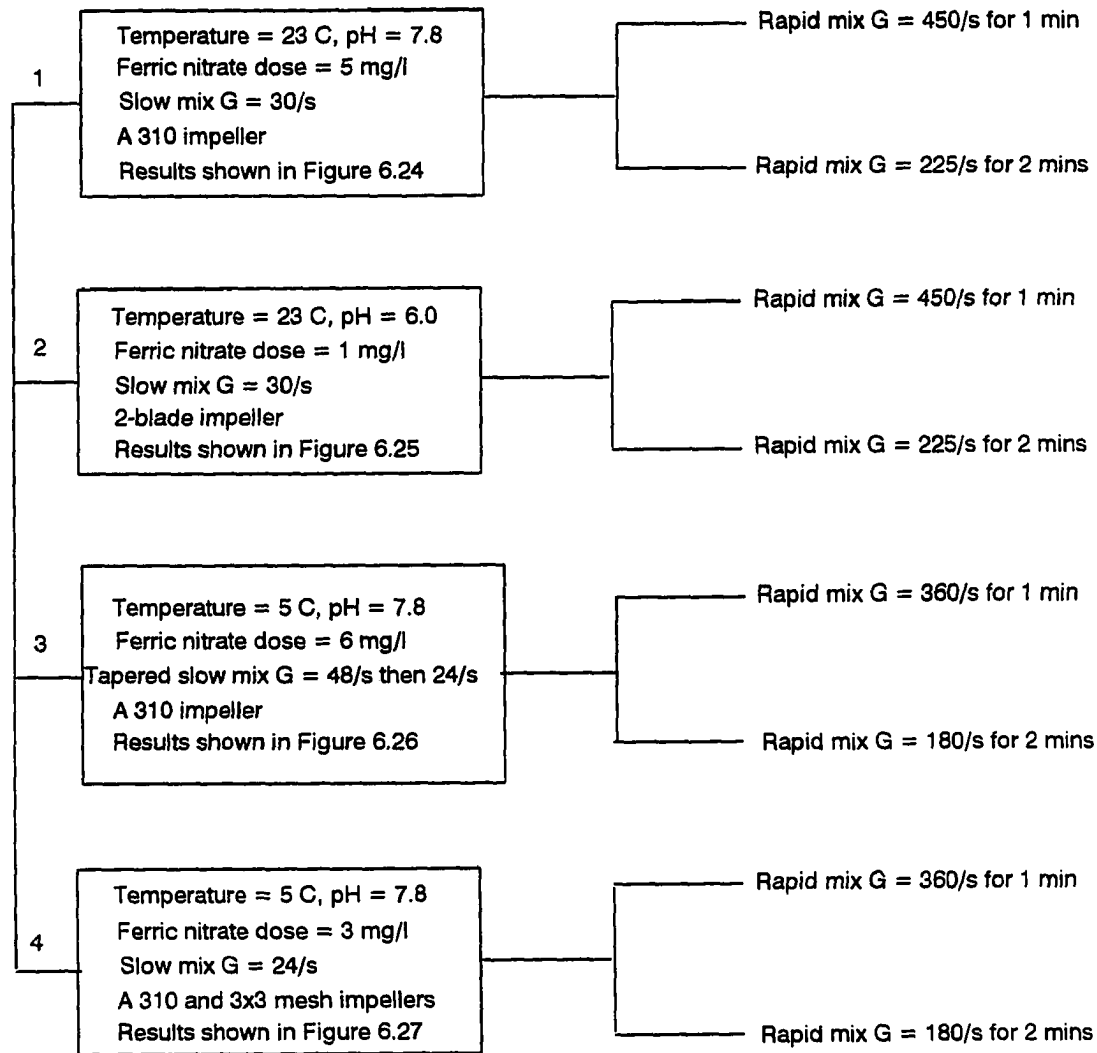 1
Temperature = 23 C, pH = 7.8
Ferric nitrate dose = 5 mg/l
Slow mix G = 30/s
A 310 impeller
Results shown in Figure 6.24
Rapid mix G = 450/s for 1 min
Rapid mix G = 225/s for 2 mins
2
Temperature = 23 C, pH = 6.0
Ferric nitrate dose = 1 mg/l
Slow mix G = 30/s
2-blade impeller
Results shown in Figure 6.25
Rapid mix G = 450/s for 1 min
Rapid mix G = 225/s for 2 mins
3
Temperature = 5 C, pH = 7.8
Ferric nitrate dose = 6 mg/l
Tapered slow mix G = 48/s then 24/s
A 310 impeller
Results shown in Figure 6.26
Rapid mix G = 360/s for 1 min
Rapid mix G = 180/s for 2 mins
4
Temperature = 5 C, pH = 7.8
Ferric nitrate dose = 3 mg/l
Slow mix G = 24/s
A 310 and 3x3 mesh impellers
Results shown in Figure 6.27
Rapid mix G = 360/s for 1 min
Rapid mix G = 180/s for 2 mins